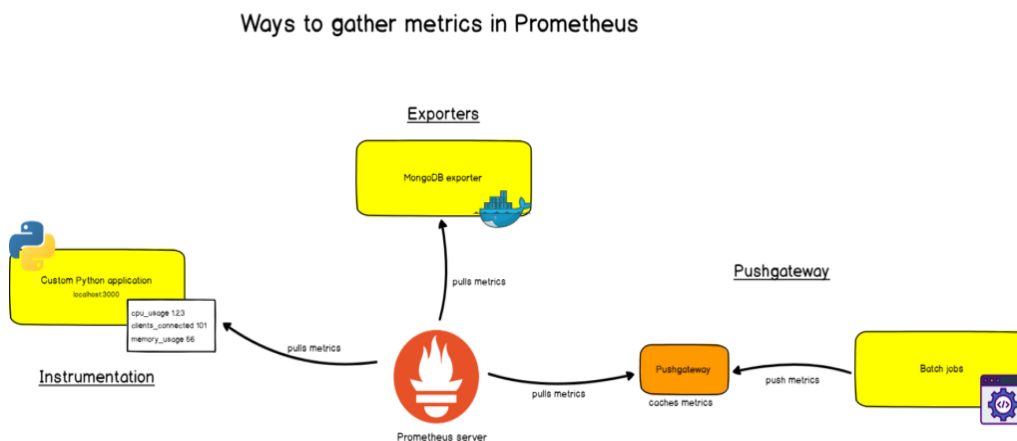 Ways to gather metrics in Prometheus
Exporters
MongoDB exporter
Custom Python application
localhost:3000
cpu_usage 1.23
clients_connected 101
memory_usage 56
Instrumentation
pulls metrics
pulls metrics
Prometheus server
pulls metrics
Pushgateway
Pushgateway
caches metrics
push metrics
Batch jobs